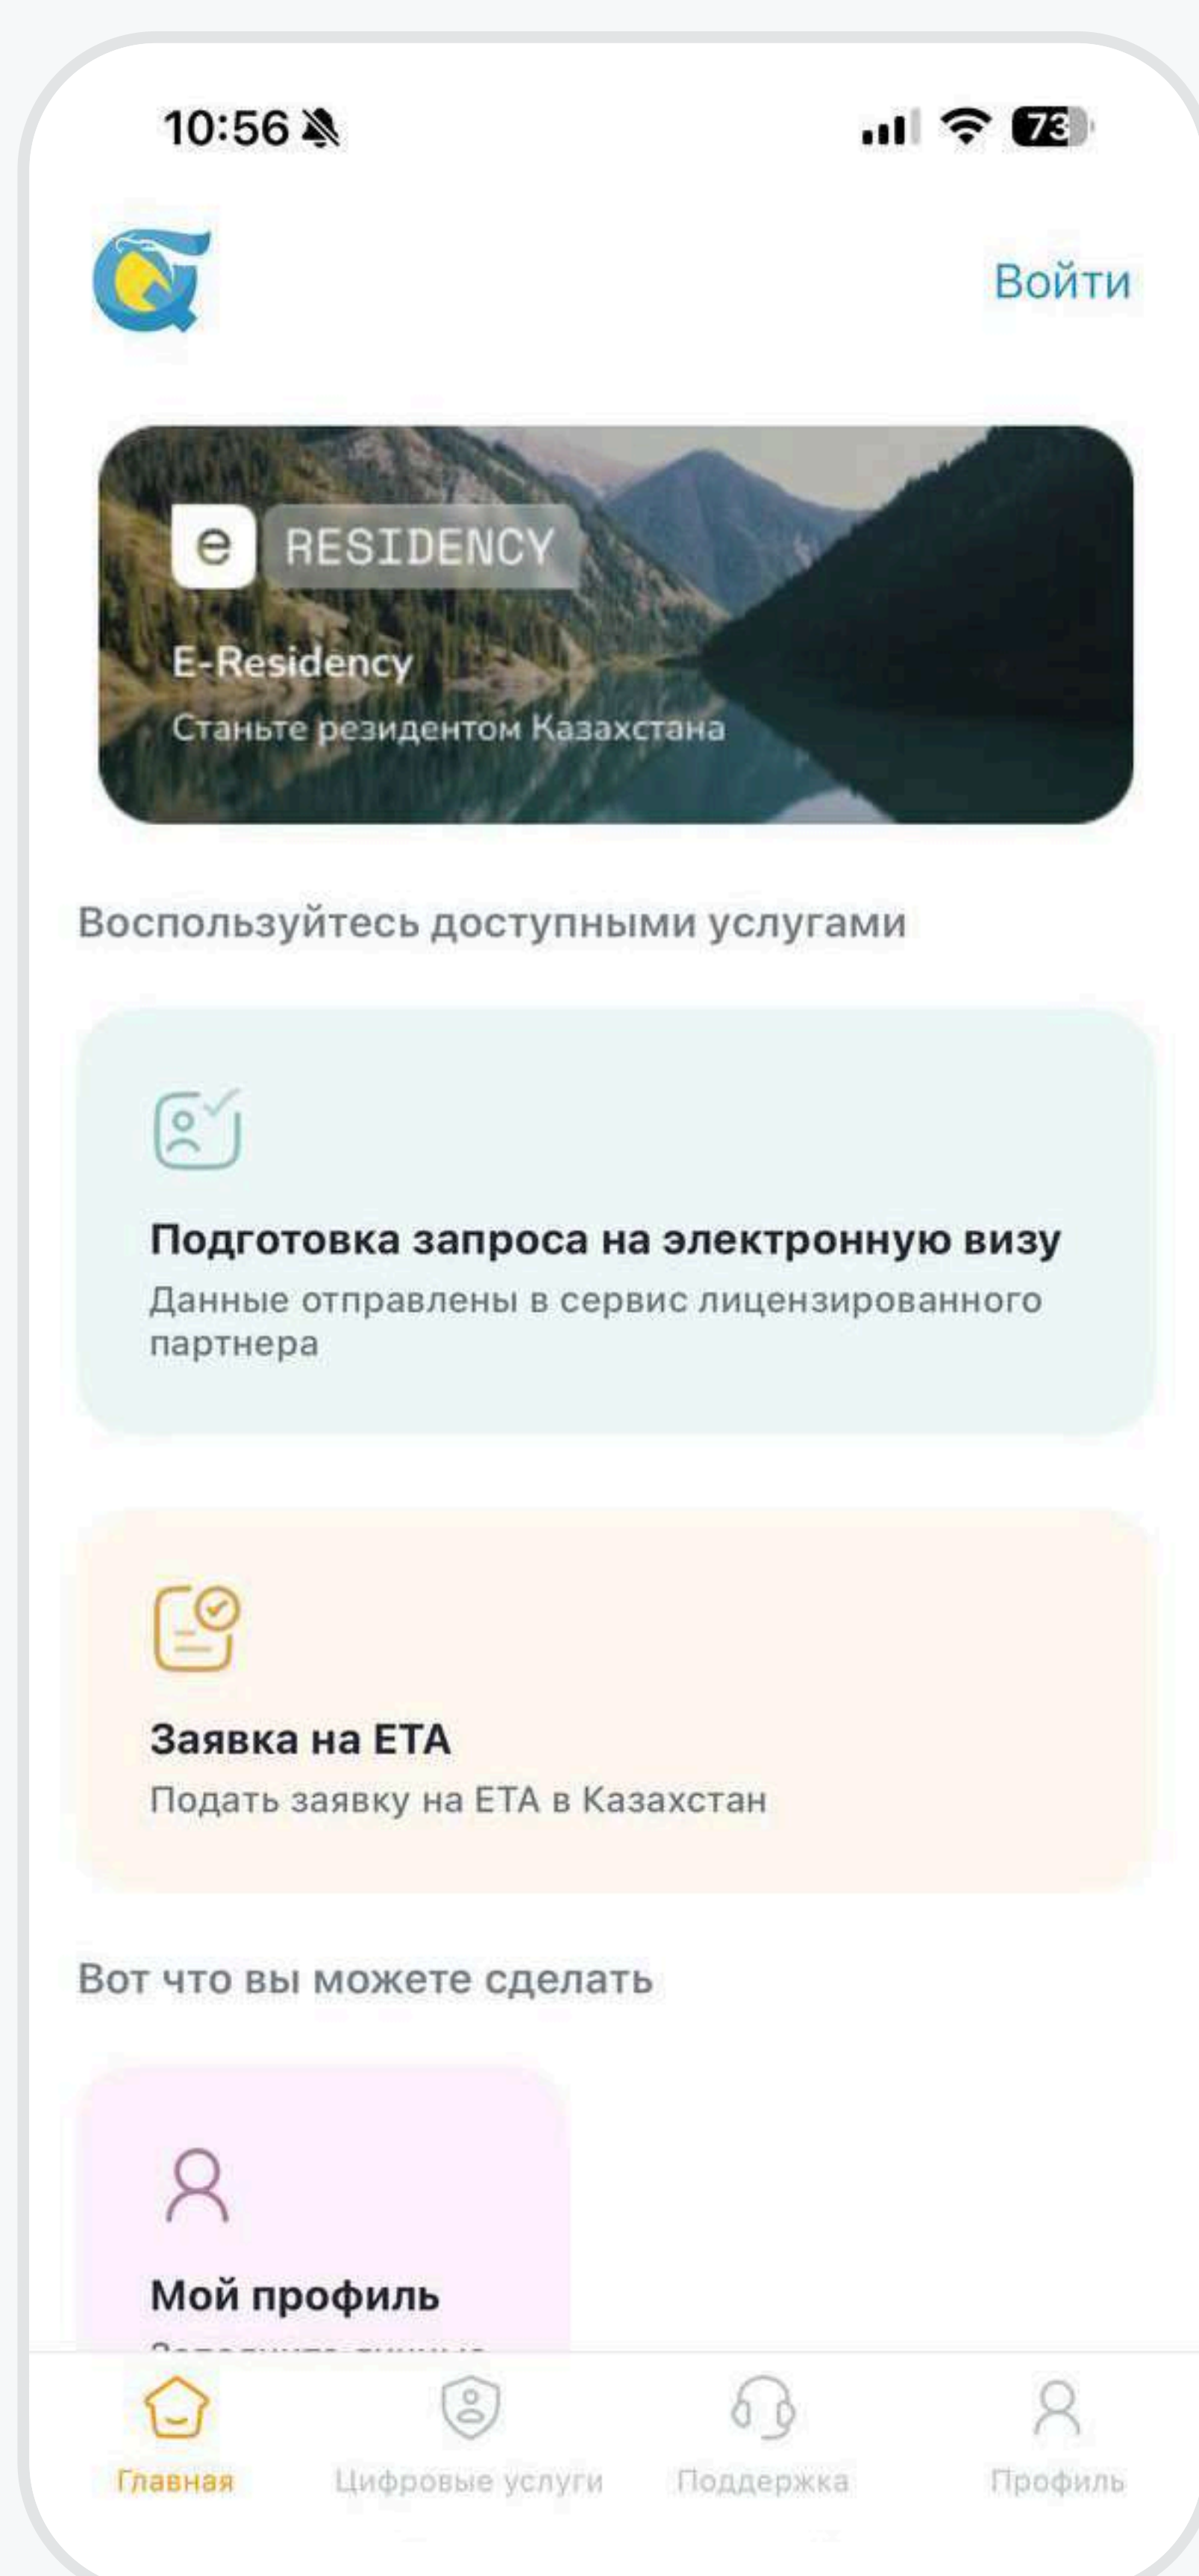 10:56
73
Войти
e RESIDENCY
E-Residency
Станьте резидентом Казахстана
Воспользуйтесь доступными услугами
Подготовка запроса на электронную визу
Данные отправлены в сервис лицензированного
партнера
Заявка на ETA
Подать заявку на ETA в Казахстан
Вот что вы можете сделать
Мой профиль
Главная
Цифровые услуги
Поддержка
Профиль